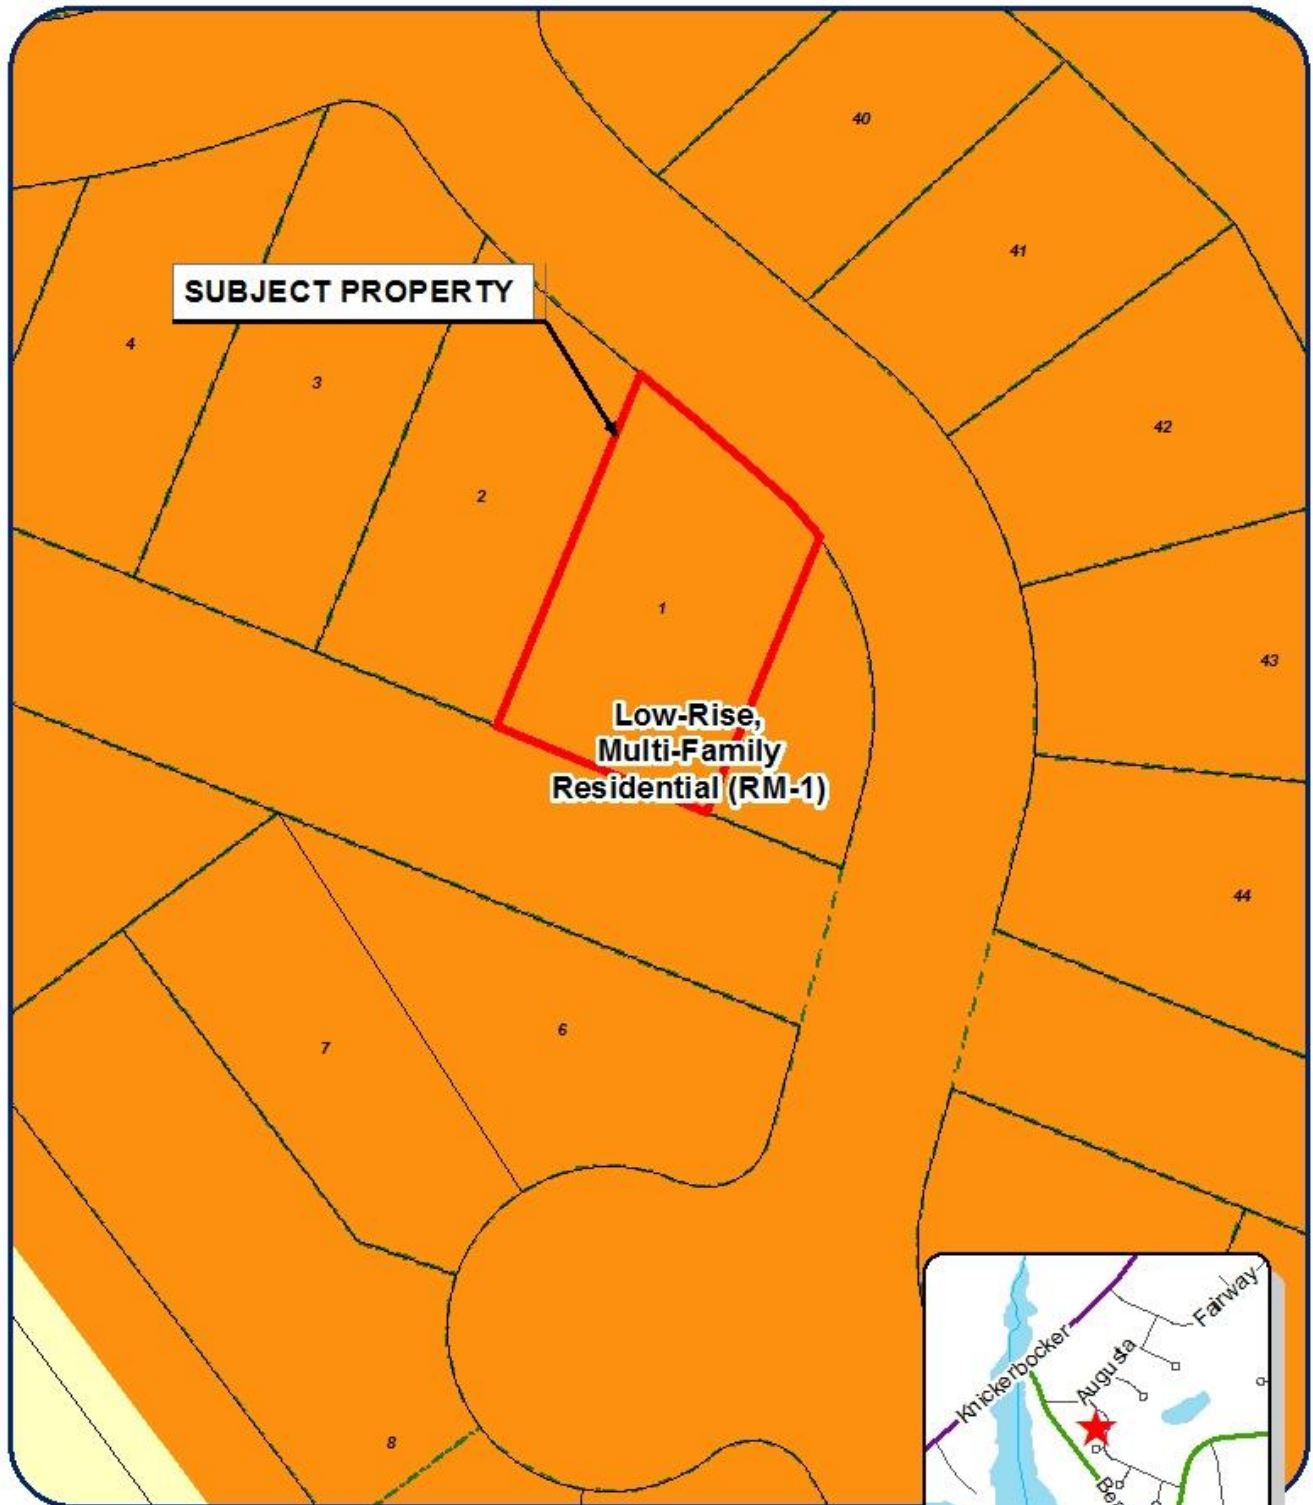 40
41
SUBJECT PROPERTY
4
3
42
2
1
43
Low-Rise,
Multi-Family
Residential (RM-1)
44
6
7
8
Fairway
Knickerbocker
Augusta